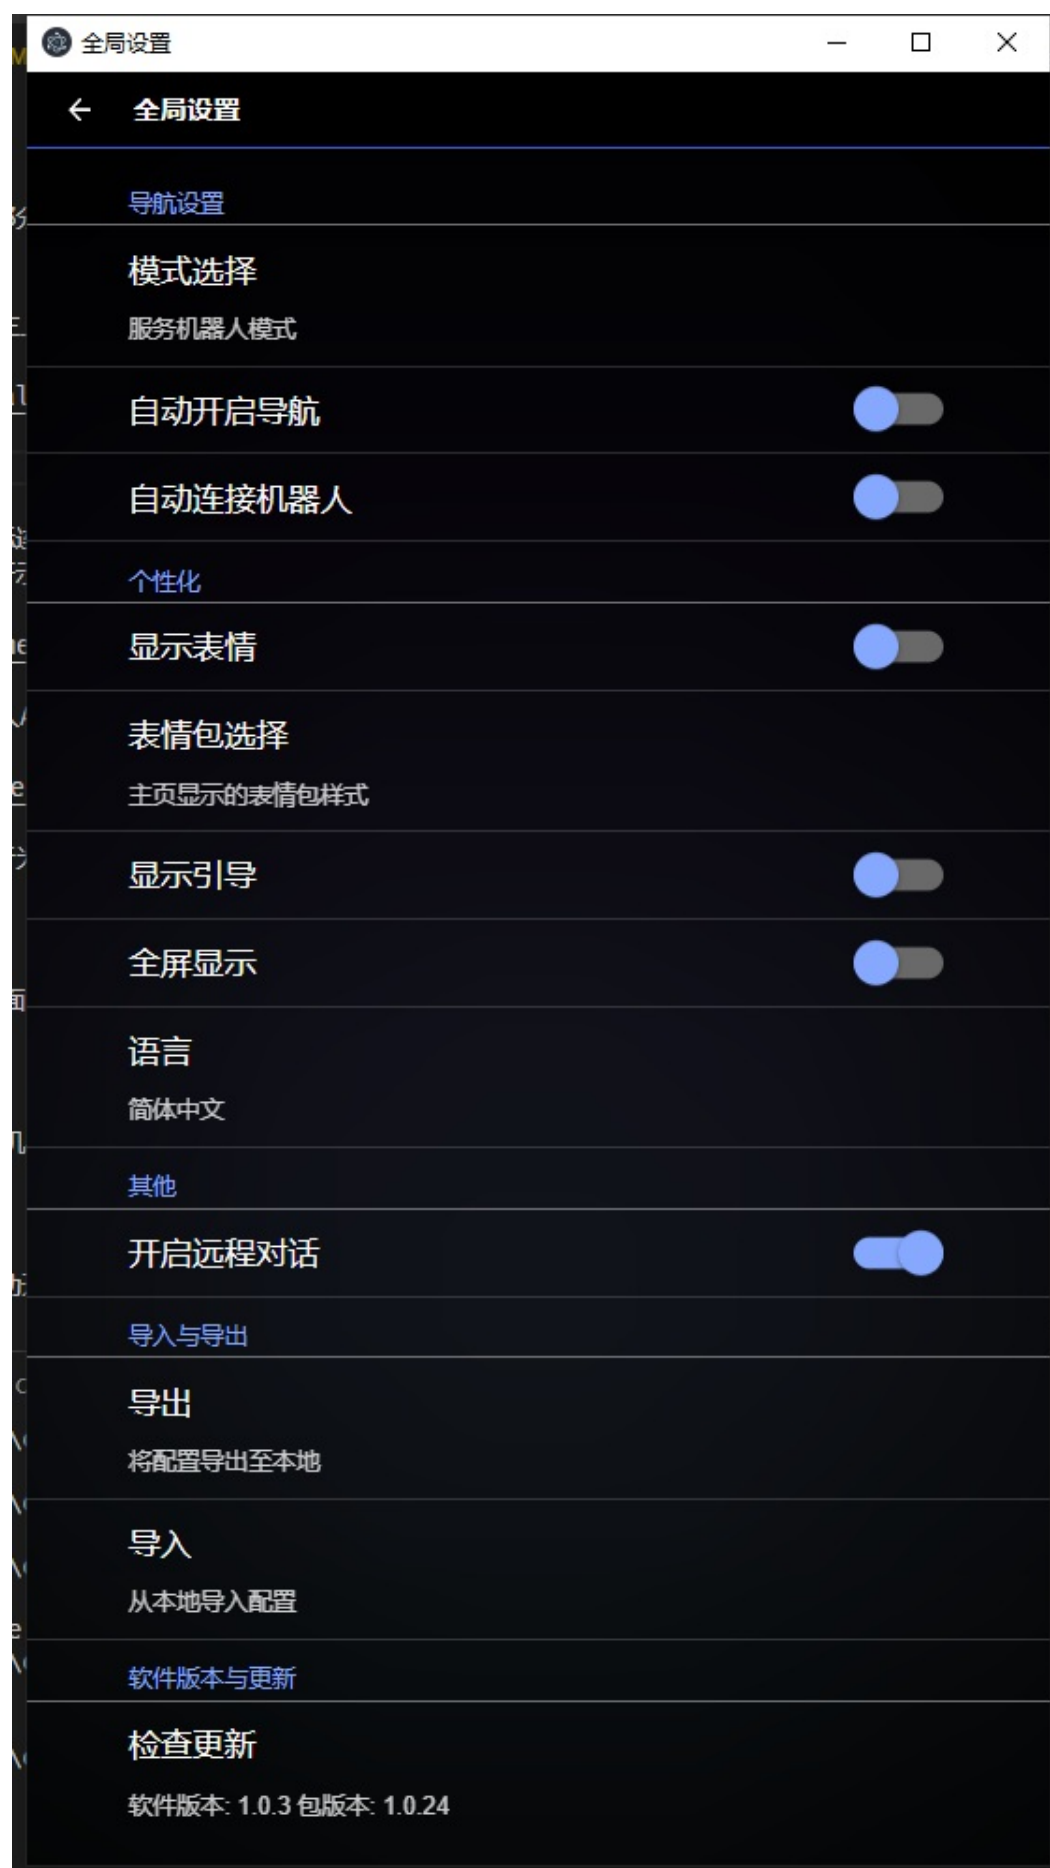 全局设置
全局设置
导航设置
模式选择
服务机器人模式
自动开启导航
自动连接机器人
个性化
显示表情
表情包选择
主页显示的表情包样式
显示引导
全屏显示
语言
简体中文
其他
开启远程对话
导入与导出
导出
将配置导出至本地
导入
从本地导入配置
软件版本与更新
检查更新
软件版本: 1.0.3 包版本: 1.0.24